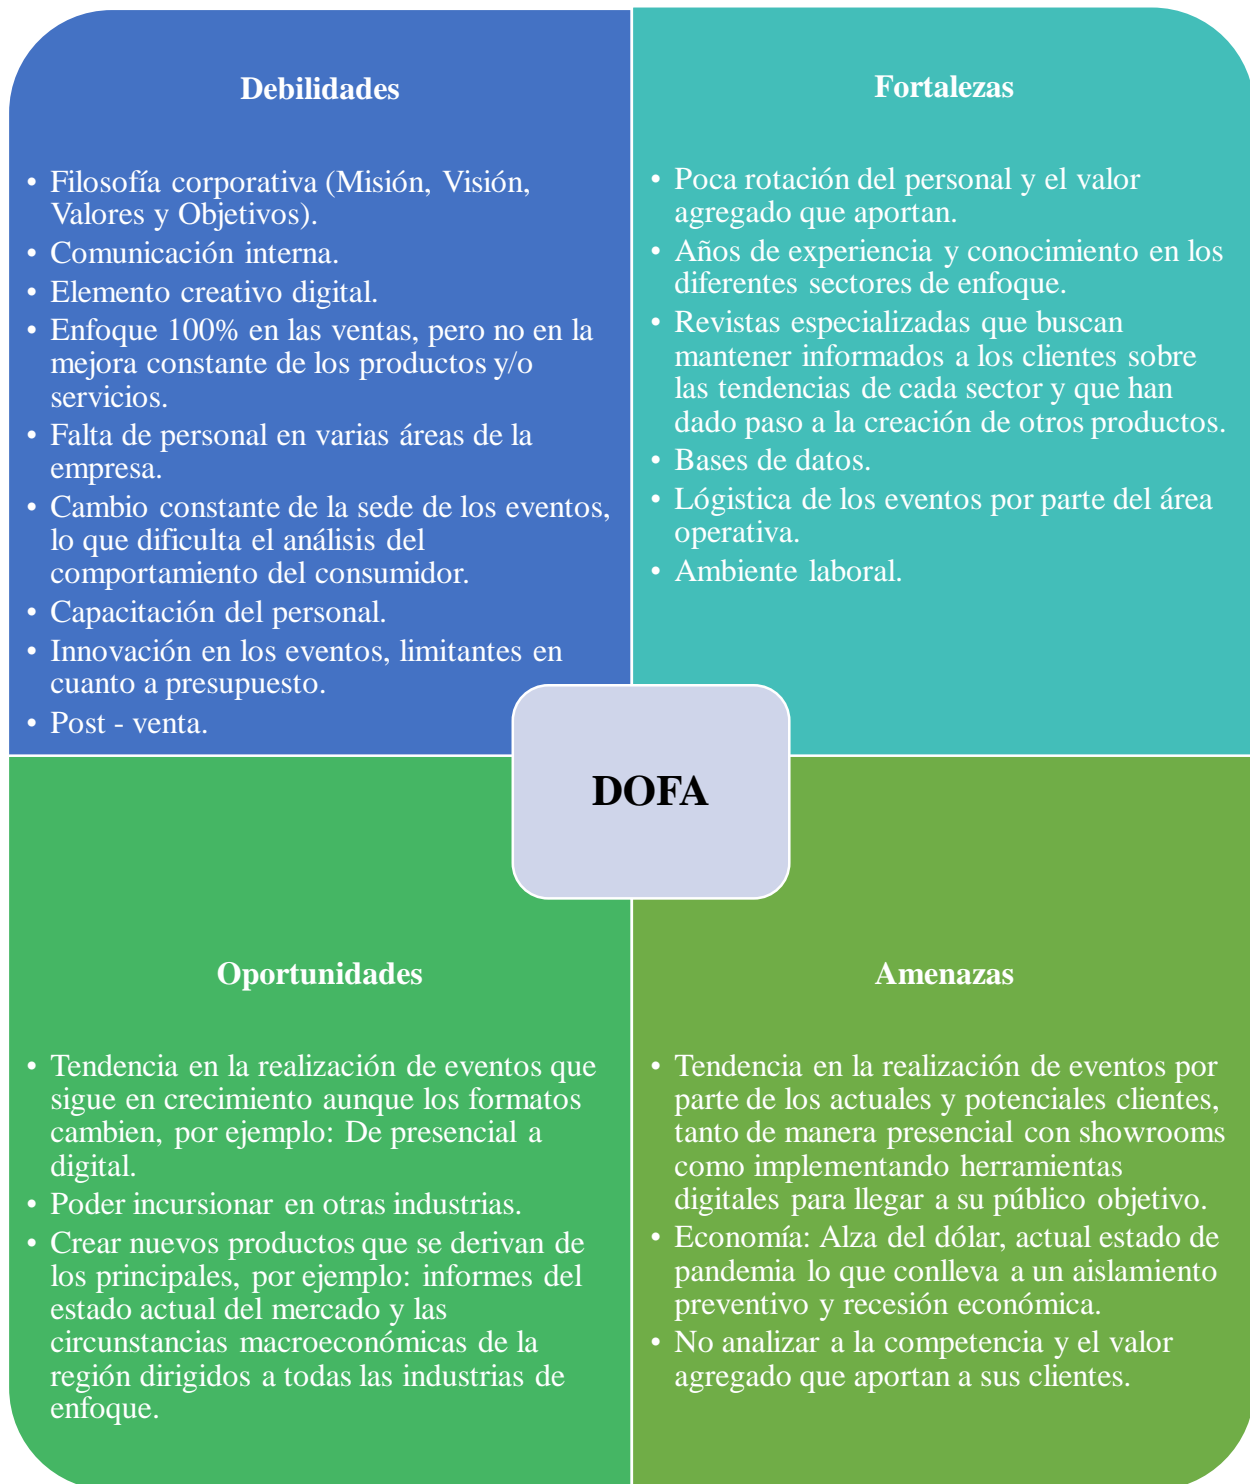 Debilidades
• Filosofía corporativa (Misión, Visión,
Valores y Objetivos).
• Comunicación interna.
• Elemento creativo digital.
• Enfoque 100% en las ventas, pero no en la
mejora constante de los productos y/o
servicios.
• Falta de personal en varias áreas de la
empresa.
• Cambio constante de la sede de los eventos,
lo que dificulta el análisis del
comportamiento del consumidor.
• Capacitación del personal.
• Innovación en los eventos, limitantes en
cuanto a presupuesto.
• Post - venta.
Fortalezas
• Poca rotación del personal y el valor
agregado que aportan.
• Años de experiencia y conocimiento en los
diferentes sectores de enfoque.
• Revistas especializadas que buscan
mantener informados a los clientes sobre
las tendencias de cada sector y que han
dado paso a la creación de otros productos.
• Bases de datos.
• Lógistica de los eventos por parte del área
operativa.
• Ambiente laboral.
DOFA
Oportunidades
• Tendencia en la realización de eventos que
sigue en crecimiento aunque los formatos
cambien, por ejemplo: De presencial a
digital.
• Poder incursionar en otras industrias.
• Crear nuevos productos que se derivan de
los principales, por ejemplo: informes del
estado actual del mercado y las
circunstancias macroeconómicas de la
región dirigidos a todas las industrias de
enfoque.
Amenazas
• Tendencia en la realización de eventos por
parte de los actuales y potenciales clientes,
tanto de manera presencial con showrooms
como implementando herramientas
digitales para llegar a su público objetivo.
• Economía: Alza del dólar, actual estado de
pandemia lo que conlleva a un aislamiento
preventivo y recesión económica.
• No analizar a la competencia y el valor
agregado que aportan a sus clientes.